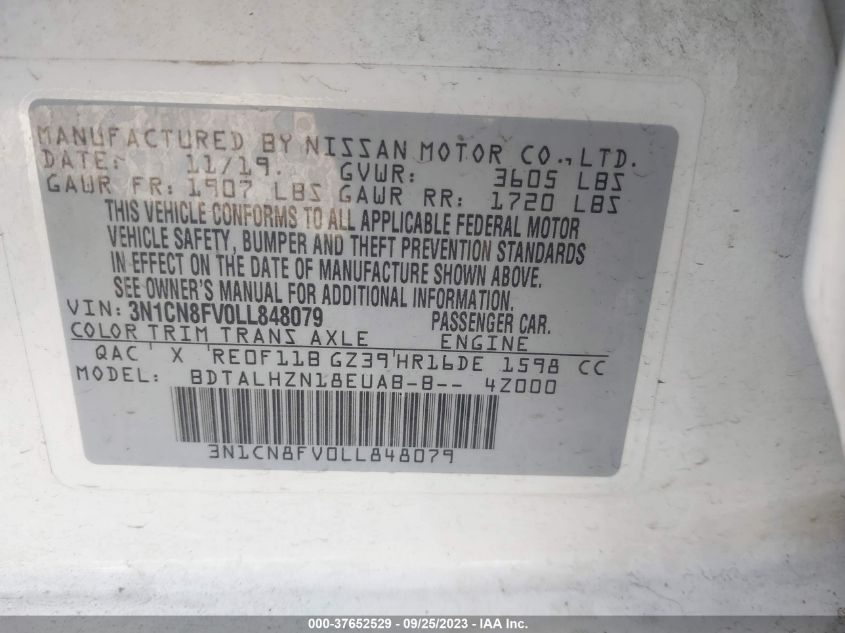 MANUFACTURED BY NISSAN MOTOR CO.,LTD.
DATE: 11/19. GVWR: 3605 LBS
GAWR FR: 1907 LBS GAWR RR: 1720 LBS
THIS VEHICLE CONFORMS TO ALL APPLICABLE FEDERAL MOTOR
VEHICLE SAFETY, BUMPER AND THEFT PREVENTION STANDARDS
IN EFFECT ON THE DATE OF MANUFACTURE SHOWN ABOVE.
SEE OWNER'S MANUAL FOR ADDITIONAL INFORMATION.
VIN: 3N1CN8FV0LL848079 PASSENGER CAR.
COLOR TRIM TRANS AXLE ENGINE
QAC X RE0F11B GZ39 HR16DE 1598 CC
MODEL: BDTALHZN18EUAB-B-- 4Z000
3N1CN8FV0LL848079
000-37652529 - 09/25/2023 - IAA Inc.